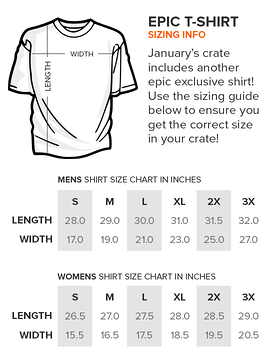 EPIC T-SHIRT
SIZING INFO
WIDTH
LENGTH
January's crate
includes another
epic exclusive shirt!
Use the sizing guide
below to ensure you
get the correct size
in your crate!
MENS SHIRT SIZE CHART IN INCHES
S M L XL 2X 3X
LENGTH 28.0 29.0 30.0 31.0 31.5 32.0
WIDTH 17.0 19.0 21.0 23.0 25.0 27.0
WOMENS SHIRT SIZE CHART IN INCHES
S M L XL 2X 3X
LENGTH 26.5 27.0 27.5 28.0 28.5 29.0
WIDTH 15.5 16.5 17.5 18.5 19.5 20.5